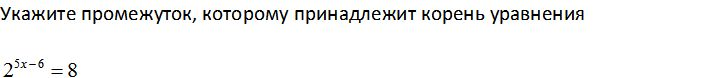 Укажите промежуток, которому принадлежит корень уравнения
2^{5x-6} = 8